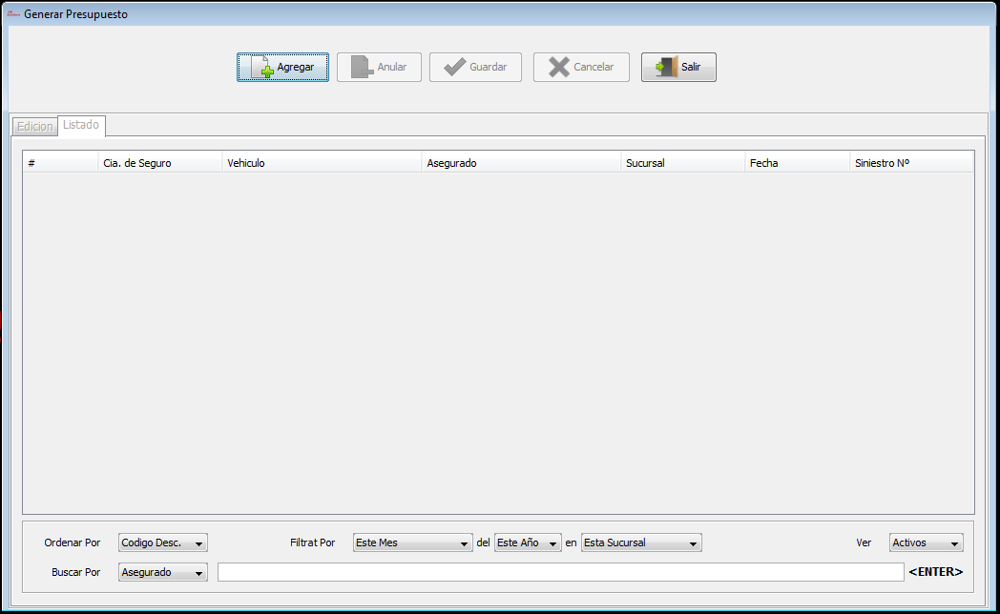 Generar Presupuesto
Agregar Anular Guardar Cancelar Salir
Edicion Listado
# Cia. de Seguro Vehiculo Asegurado Sucursal Fecha Siniestro Nº
Ordenar Por Codigo Desc. Filtrat Por Este Mes del Este Año en Esta Sucursal Ver Activos
Buscar Por Asegurado <ENTER>